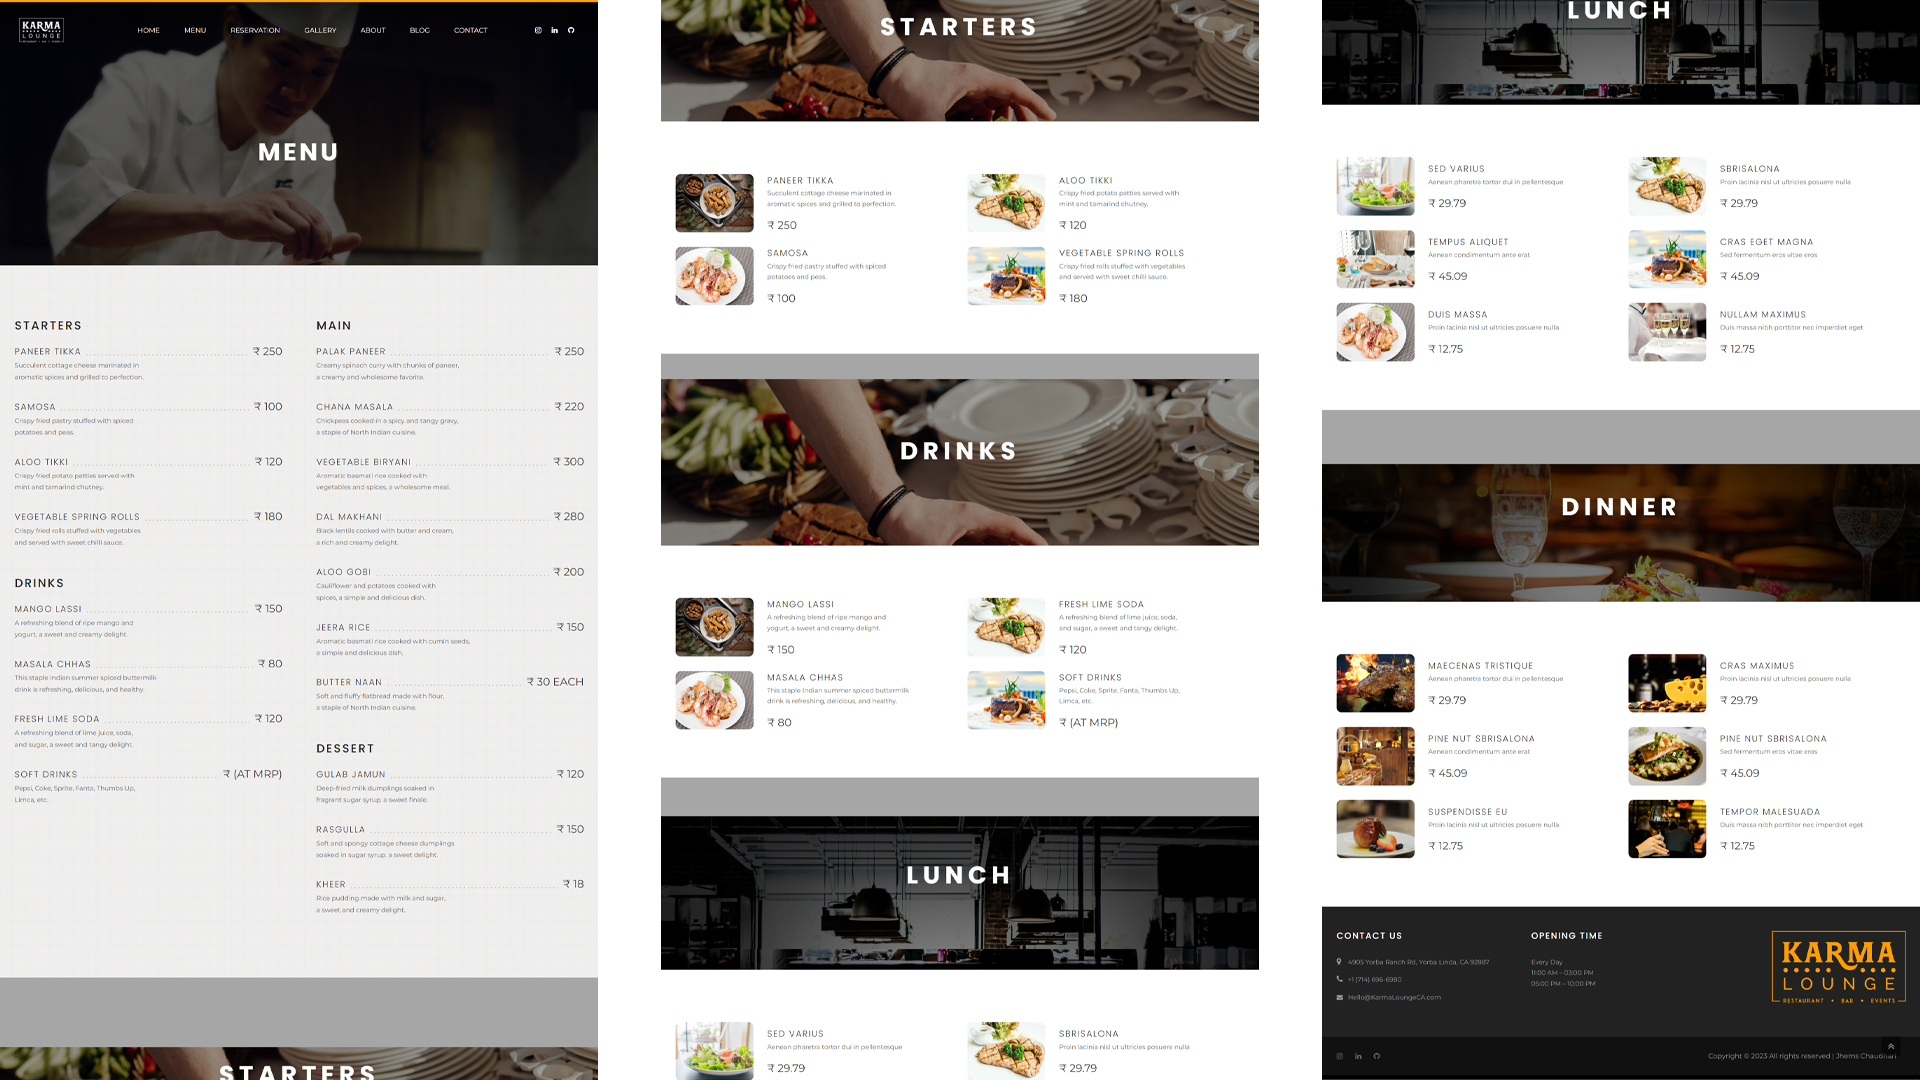 KARMA
LOUNGE
HOME MENU RESERVATION GALLERY ABOUT BLOG CONTACT
MENU
STARTERS
PANEER TIKKA ₹ 250
Succulent cottage cheese marinated in
aromatic spices and grilled to perfection.
SAMOSA ₹ 100
Crispy fried pastry stuffed with spiced
potatoes and peas.
ALOO TIKKI ₹ 120
Crispy fried potato patties served with
mint and tamarind chutney.
VEGETABLE SPRING ROLLS ₹ 180
Crispy fried rolls stuffed with vegetables
and served with sweet chilli sauce.
DRINKS
MANGO LASSI ₹ 150
A refreshing blend of ripe mango and
yogurt, a sweet and creamy delight.
MASALA CHHAS ₹ 80
This staple Indian summer spiced buttermilk
drink is refreshing, delicious, and healthy.
FRESH LIME SODA ₹ 120
A refreshing blend of lime juice, soda,
and sugar, a sweet and tangy delight.
SOFT DRINKS ₹ (AT MRP)
Pepsi, Coke, Sprite, Fanta, Thumbs Up,
Limca, etc.
MAIN
PALAK PANEER ₹ 250
Creamy spinach curry with chunks of paneer,
a creamy and wholesome favorite.
CHANA MASALA ₹ 220
Chickpeas cooked in a spicy and tangy gravy,
a staple of North Indian cuisine.
VEGETABLE BIRYANI ₹ 300
Aromatic basmati rice cooked with
vegetables and spices, a wholesome meal.
DAL MAKHANI ₹ 280
Black lentils cooked with butter and cream,
a rich and creamy delight.
ALOO GOBI ₹ 200
Cauliflower and potatoes cooked with
spices, a simple and delicious dish.
JEERA RICE ₹ 150
Aromatic basmati rice cooked with cumin seeds,
a simple and delicious dish.
BUTTER NAAN ₹ 30 EACH
Soft and fluffy flatbread made with flour,
a staple of North Indian cuisine.
DESSERT
GULAB JAMUN ₹ 120
Deep-fried milk dumplings soaked in
fragrant sugar syrup, a sweet finale.
RASGULLA ₹ 150
Soft and spongy cottage cheese dumplings
soaked in sugar syrup, a sweet delight.
KHEER ₹ 18
Rice pudding made with milk and sugar,
a sweet and creamy delight.
STARTERS
STARTERS
PANEER TIKKA
Succulent cottage cheese marinated in
aromatic spices and grilled to perfection.
₹ 250
ALOO TIKKI
Crispy fried potato patties served with
mint and tamarind chutney.
₹ 120
SAMOSA
Crispy fried pastry stuffed with spiced
potatoes and peas.
₹ 100
VEGETABLE SPRING ROLLS
Crispy fried rolls stuffed with vegetables
and served with sweet chilli sauce.
₹ 180
DRINKS
MANGO LASSI
A refreshing blend of ripe mango and
yogurt, a sweet and creamy delight.
₹ 150
FRESH LIME SODA
A refreshing blend of lime juice, soda,
and sugar, a sweet and tangy delight.
₹ 120
MASALA CHHAS
This staple Indian summer spiced buttermilk
drink is refreshing, delicious, and healthy.
₹ 80
SOFT DRINKS
Pepsi, Coke, Sprite, Fanta, Thumbs Up,
Limca, etc.
₹ (AT MRP)
LUNCH
SED VARIUS
Aenean pharetra tortor dui in pellentesque
₹ 29.79
SBRISALONA
Proin lacinia nisl ut ultricies posuere nulla
₹ 29.79
LUNCH
SED VARIUS
Aenean pharetra tortor dui in pellentesque
₹ 29.79
SBRISALONA
Proin lacinia nisl ut ultricies posuere nulla
₹ 29.79
TEMPUS ALIQUET
Aenean condimentum ante erat
₹ 45.09
CRAS EGET MAGNA
Sed fermentum eros vitae eros
₹ 45.09
DUIS MASSA
Proin lacinia nisl ut ultricies posuere nulla
₹ 12.75
NULLAM MAXIMUS
Duis massa nibh porttitor nec imperdiet eget
₹ 12.75
DINNER
MAECENAS TRISTIQUE
Aenean pharetra tortor dui in pellentesque
₹ 29.79
CRAS MAXIMUS
Proin lacinia nisl ut ultricies posuere nulla
₹ 29.79
PINE NUT SBRISALONA
Aenean condimentum ante erat
₹ 45.09
PINE NUT SBRISALONA
Sed fermentum eros vitae eros
₹ 45.09
SUSPENDISSE EU
Proin lacinia nisl ut ultricies posuere nulla
₹ 12.75
TEMPOR MALESUADA
Duis massa nibh porttitor nec imperdiet eget
₹ 12.75
CONTACT US
4905 Yorba Ranch Rd, Yorba Linda, CA 92887
+1 (714) 696-6980
Hello@KarmaLoungeCA.com
OPENING TIME
Every Day
11:00 AM – 03:00 PM
05:00 PM – 10:00 PM
KARMA
LOUNGE
RESTAURANT • BAR • EVENTS
Copyright © 2023 All rights reserved | Jhems Chaudhari